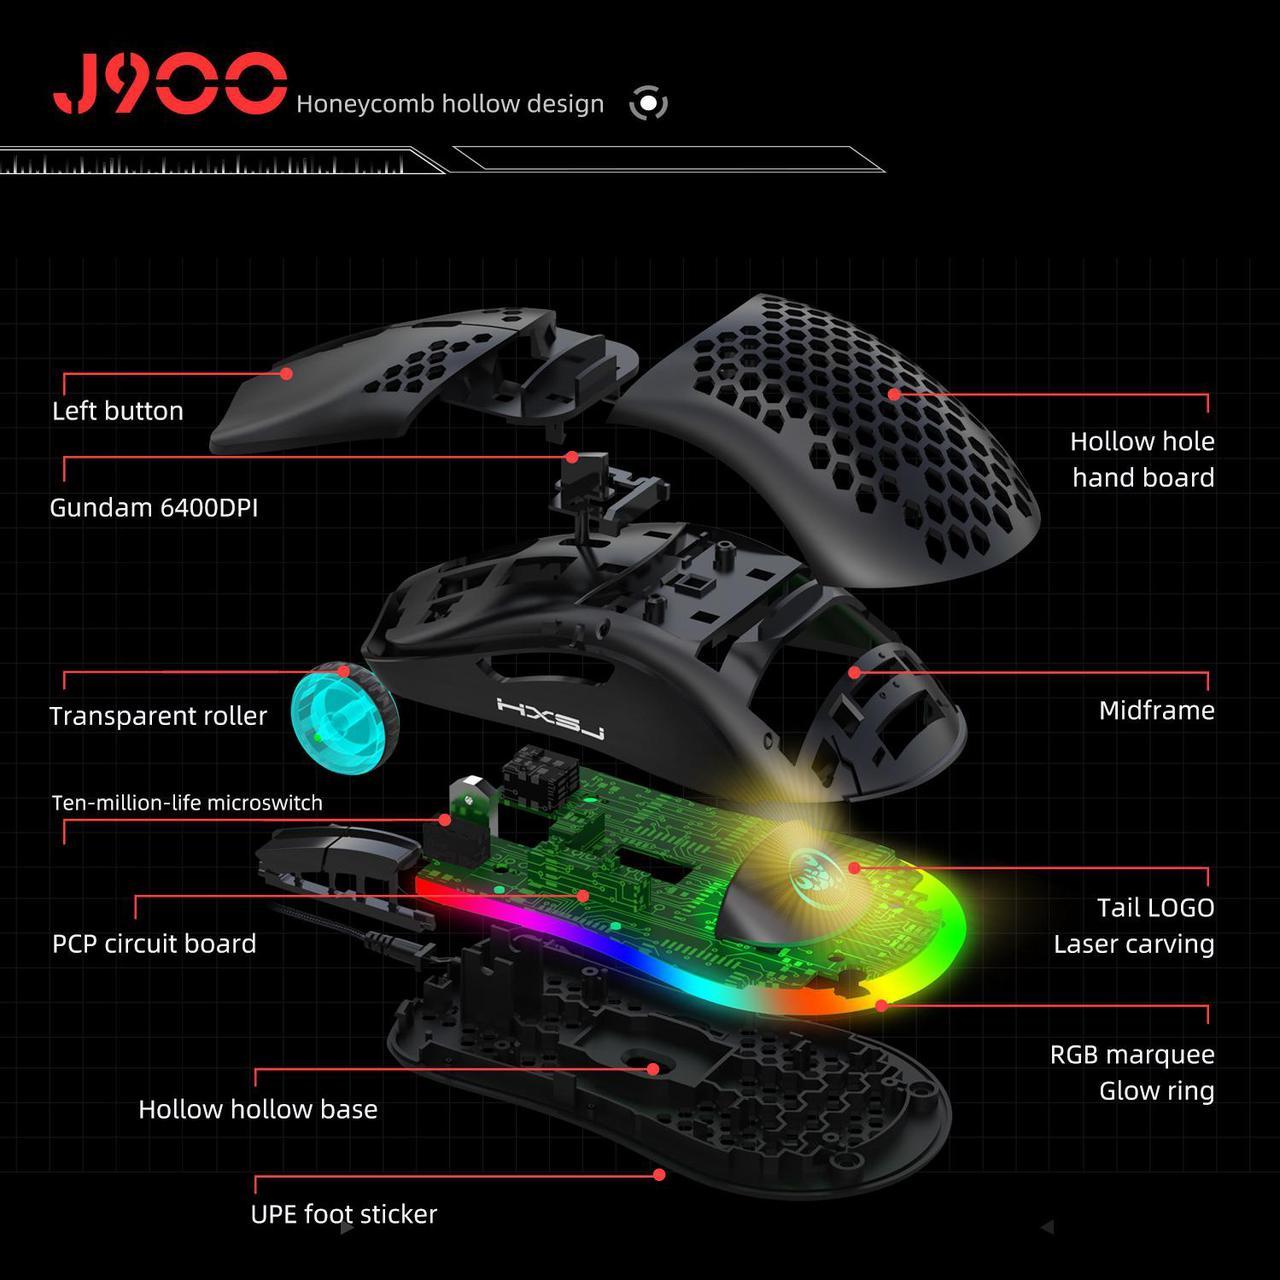 J900
Honeycomb hollow design
Left button
Hollow hole
hand board
Gundam 6400DPI
Transparent roller
HXSJ
Midframe
Ten-million-life microswitch
Tail LOGO
Laser carving
PCP circuit board
RGB marquee
Glow ring
Hollow hollow base
UPE foot sticker